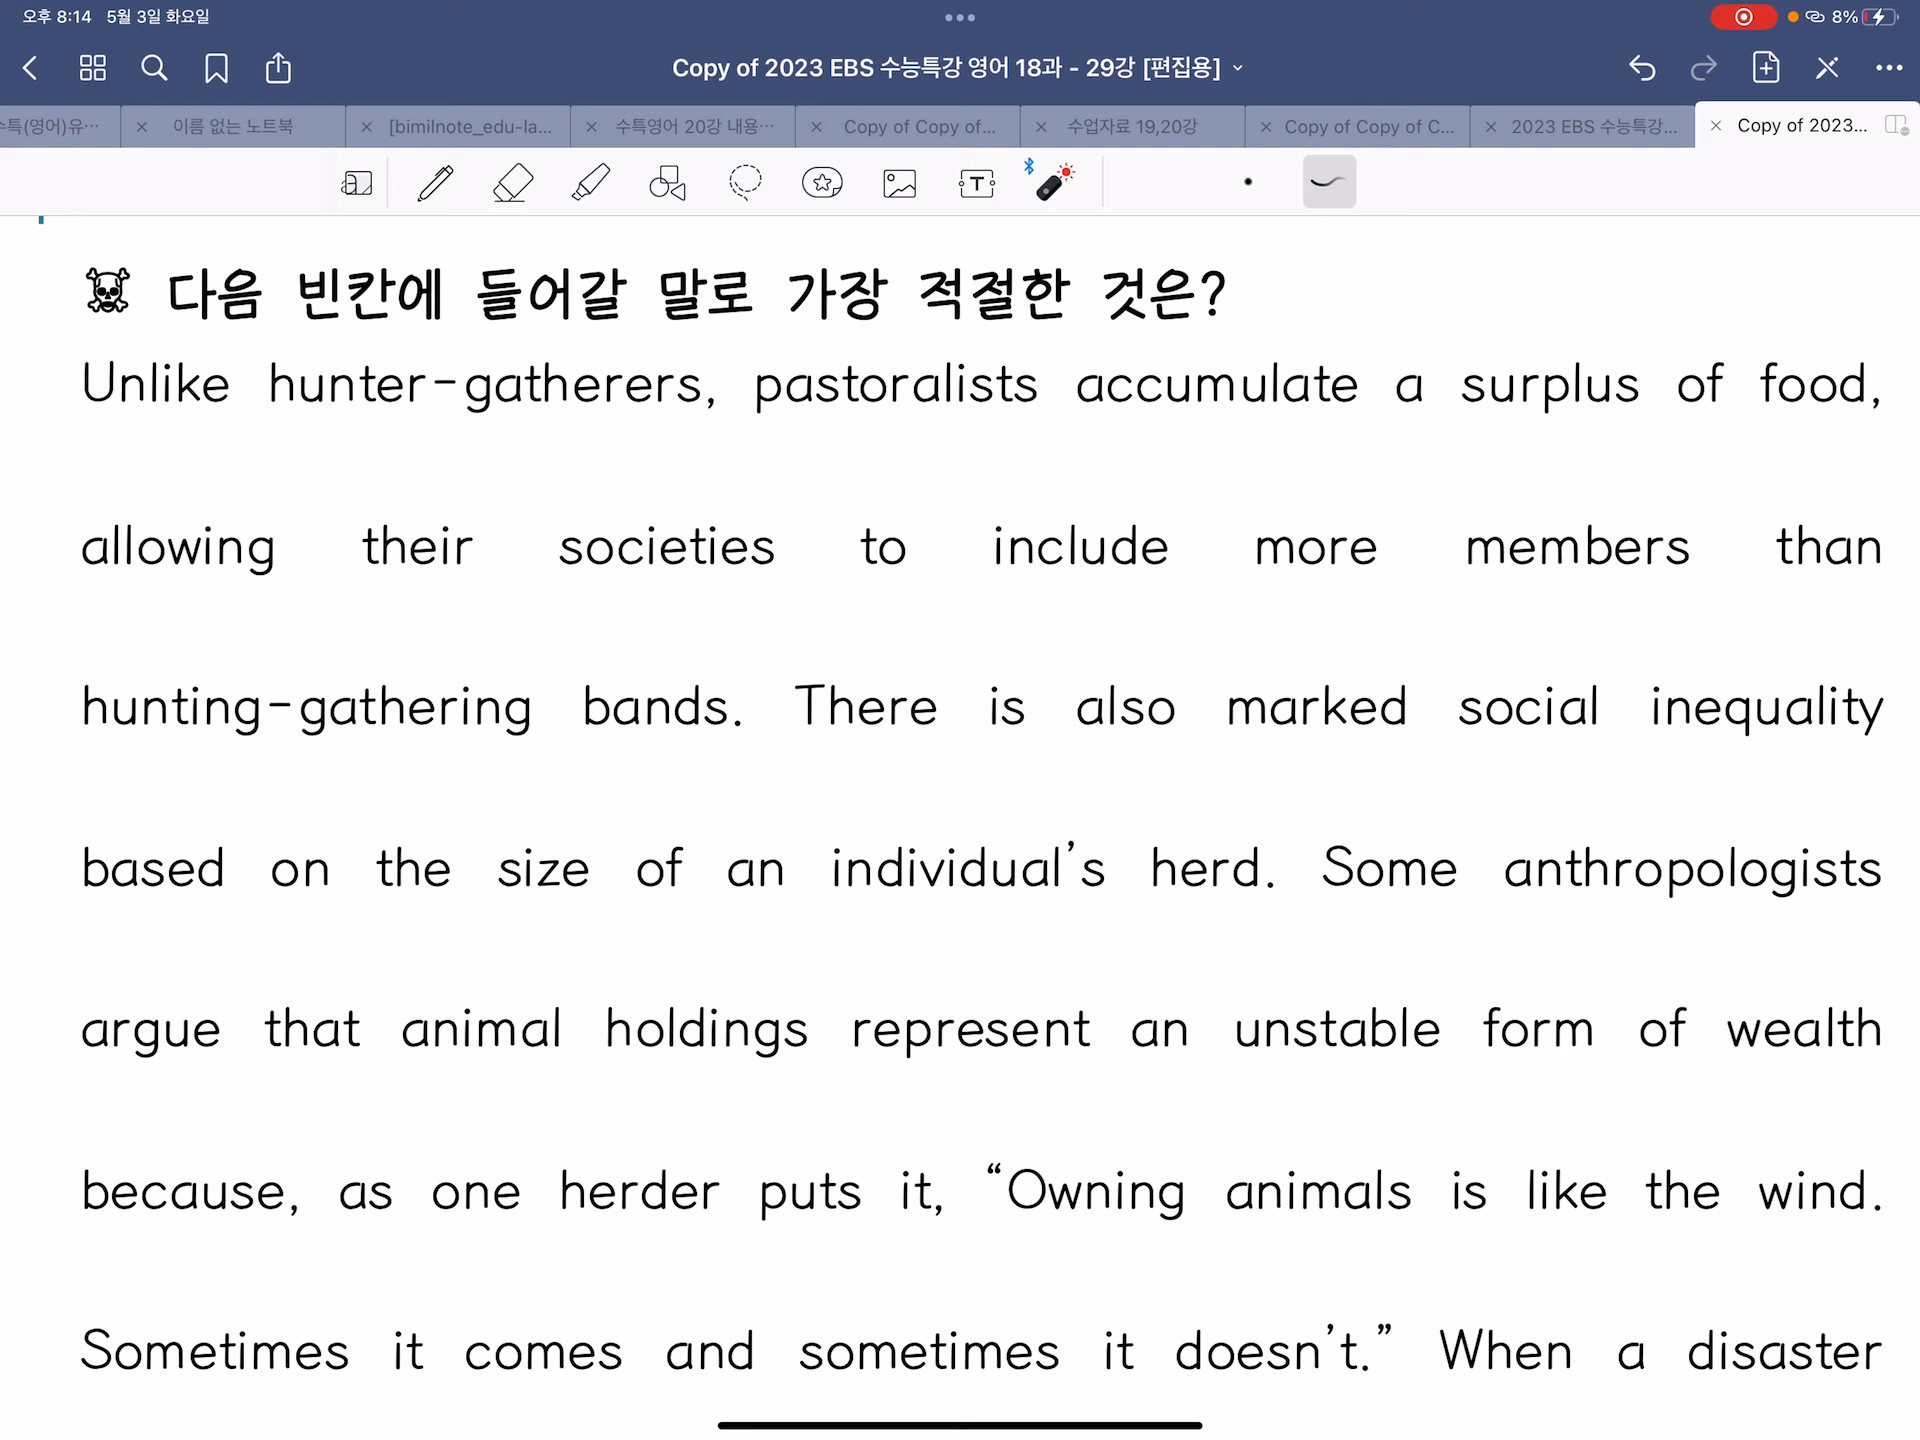 오후 8:14 5월 3일 화요일
8%
Copy of 2023 EBS 수능특강 영어 18과 - 29강 [편집용]
수특(영어)유… 이름 없는 노트북 [bimilnote_edu-la... 수특영어 20강 내용… Copy of Copy of... 수업자료 19,20강 Copy of Copy of C... 2023 EBS 수능특강... Copy of 2023...
다음 빈칸에 들어갈 말로 가장 적절한 것은?
Unlike hunter-gatherers, pastoralists accumulate a surplus of food,
allowing their societies to include more members than
hunting-gathering bands. There is also marked social inequality
based on the size of an individual's herd. Some anthropologists
argue that animal holdings represent an unstable form of wealth
because, as one herder puts it, “Owning animals is like the wind.
Sometimes it comes and sometimes it doesn't.” When a disaster